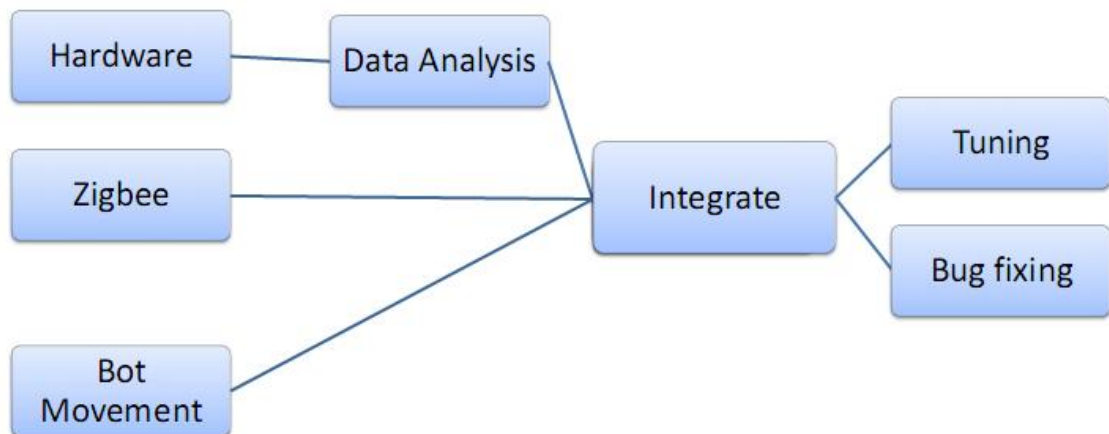 Hardware
Data Analysis
Zigbee
Integrate
Tuning
Bug fixing
Bot
Movement